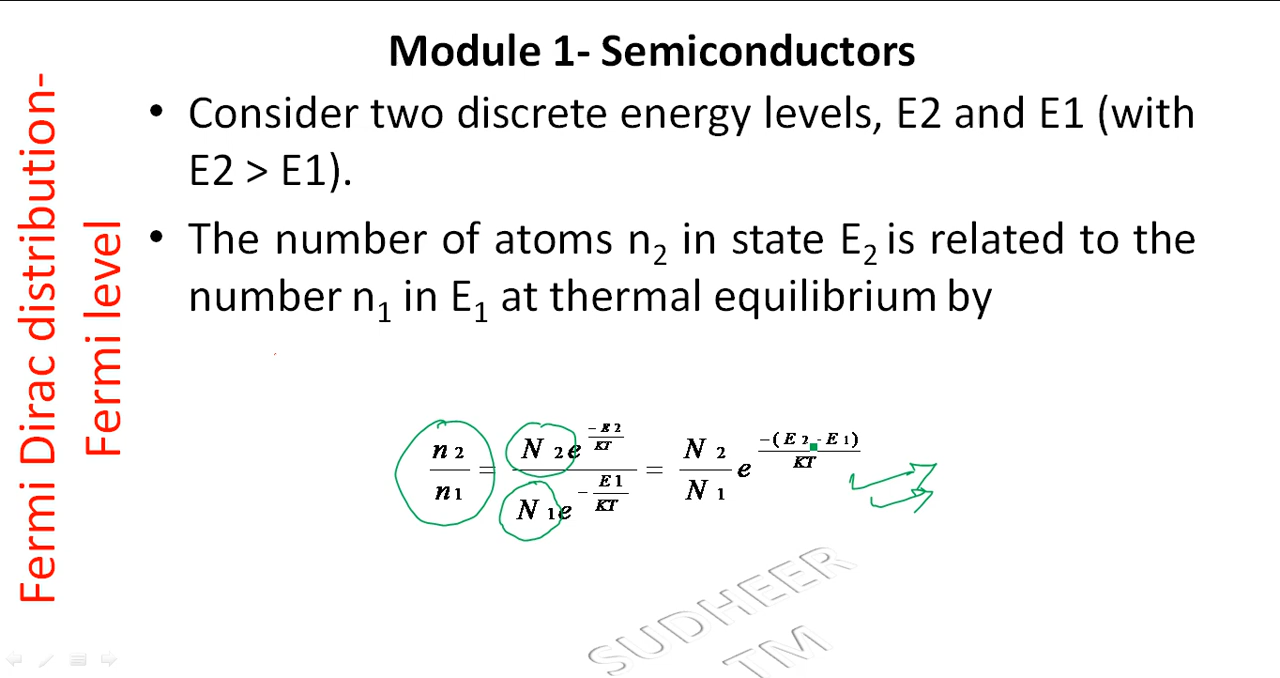 Module 1- Semiconductors
Fermi Dirac distribution-
Fermi level
• Consider two discrete energy levels, E2 and E1 (with
E2 > E1).
• The number of atoms n₂ in state E₂ is related to the
number n₁ in E₁ at thermal equilibrium by
n₂/n₁ = N₂e^(-E2/KT) / N₁e^(-E1/KT) = N₂/N₁ e^(-(E2-E1)/KT)
SUDHEER
TM